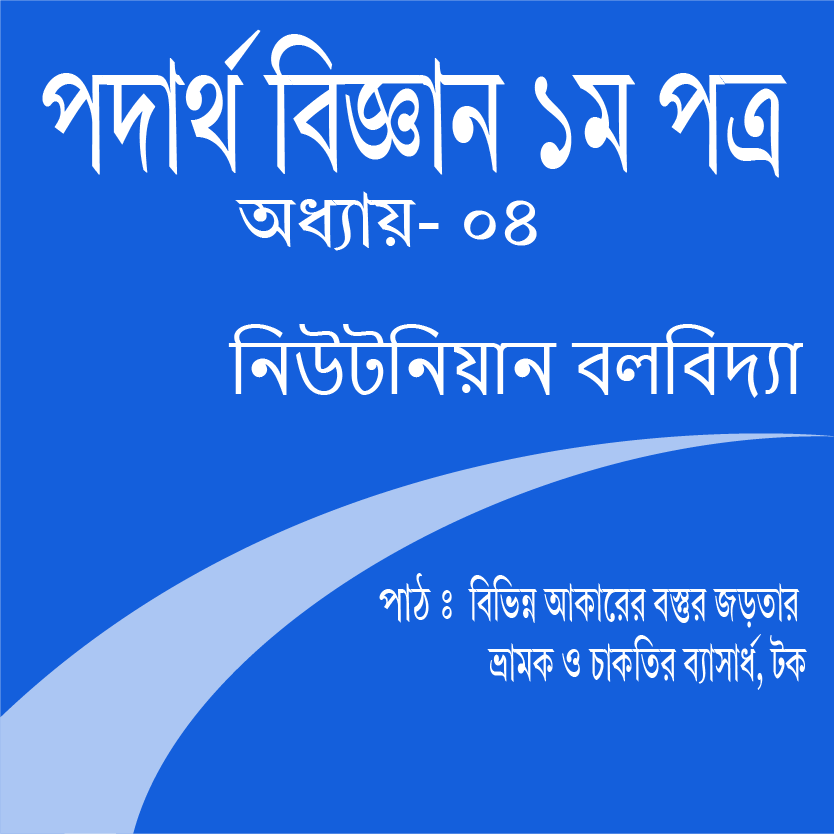 পদার্থ বিজ্ঞান ১ম পত্র
অধ্যায়- ০৪
নিউটনিয়ান বলবিদ্যা
পাঠ ঃ বিভিন্ন আকারের বস্তুর জড়তার
ভ্রামক ও চাকতির ব্যাসার্ধ, টক